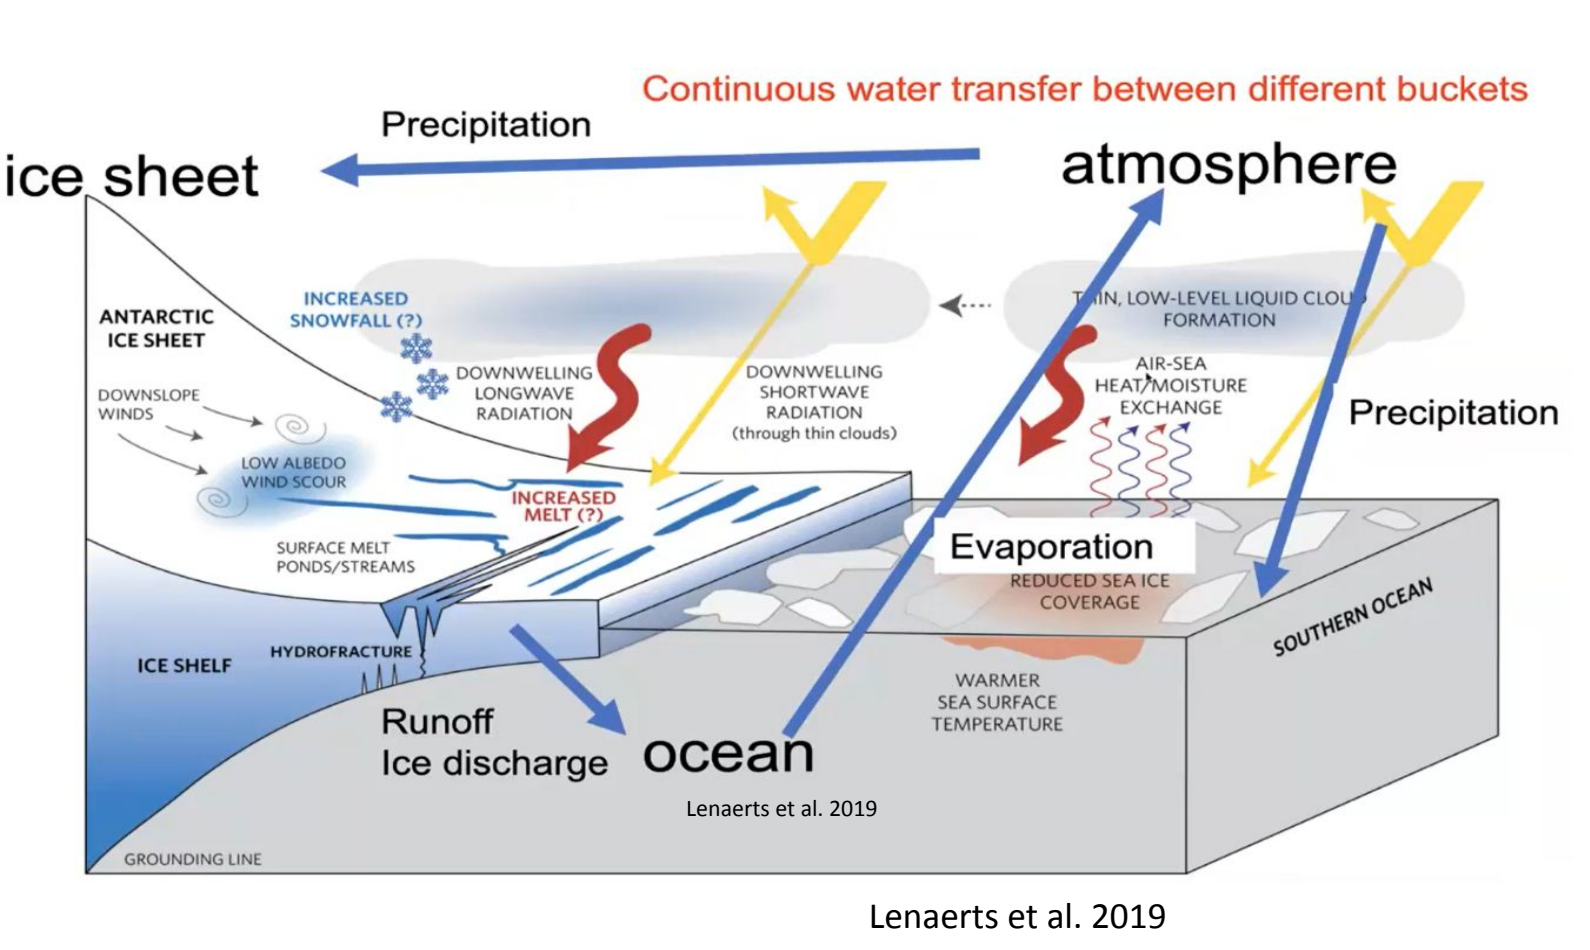 Continuous water transfer between different buckets
Precipitation
ice sheet
atmosphere
INCREASED
SNOWFALL (?)
THIN, LOW-LEVEL LIQUID CLOUD
FORMATION
ANTARCTIC
ICE SHEET
DOWNWELLING
LONGWAVE
RADIATION
DOWNWELLING
SHORTWAVE
RADIATION
(through thin clouds)
AIR-SEA
HEAT/MOISTURE
EXCHANGE
DOWNSLOPE
WINDS
Precipitation
LOW ALBEDO
WIND SCOUR
INCREASED
MELT (?)
SURFACE MELT
PONDS/STREAMS
Evaporation
REDUCED SEA ICE
COVERAGE
SOUTHERN OCEAN
HYDROFRACTURE
ICE SHELF
WARMER
SEA SURFACE
TEMPERATURE
Runoff
Ice discharge
ocean
Lenaerts et al. 2019
GROUNDING LINE
Lenaerts et al. 2019